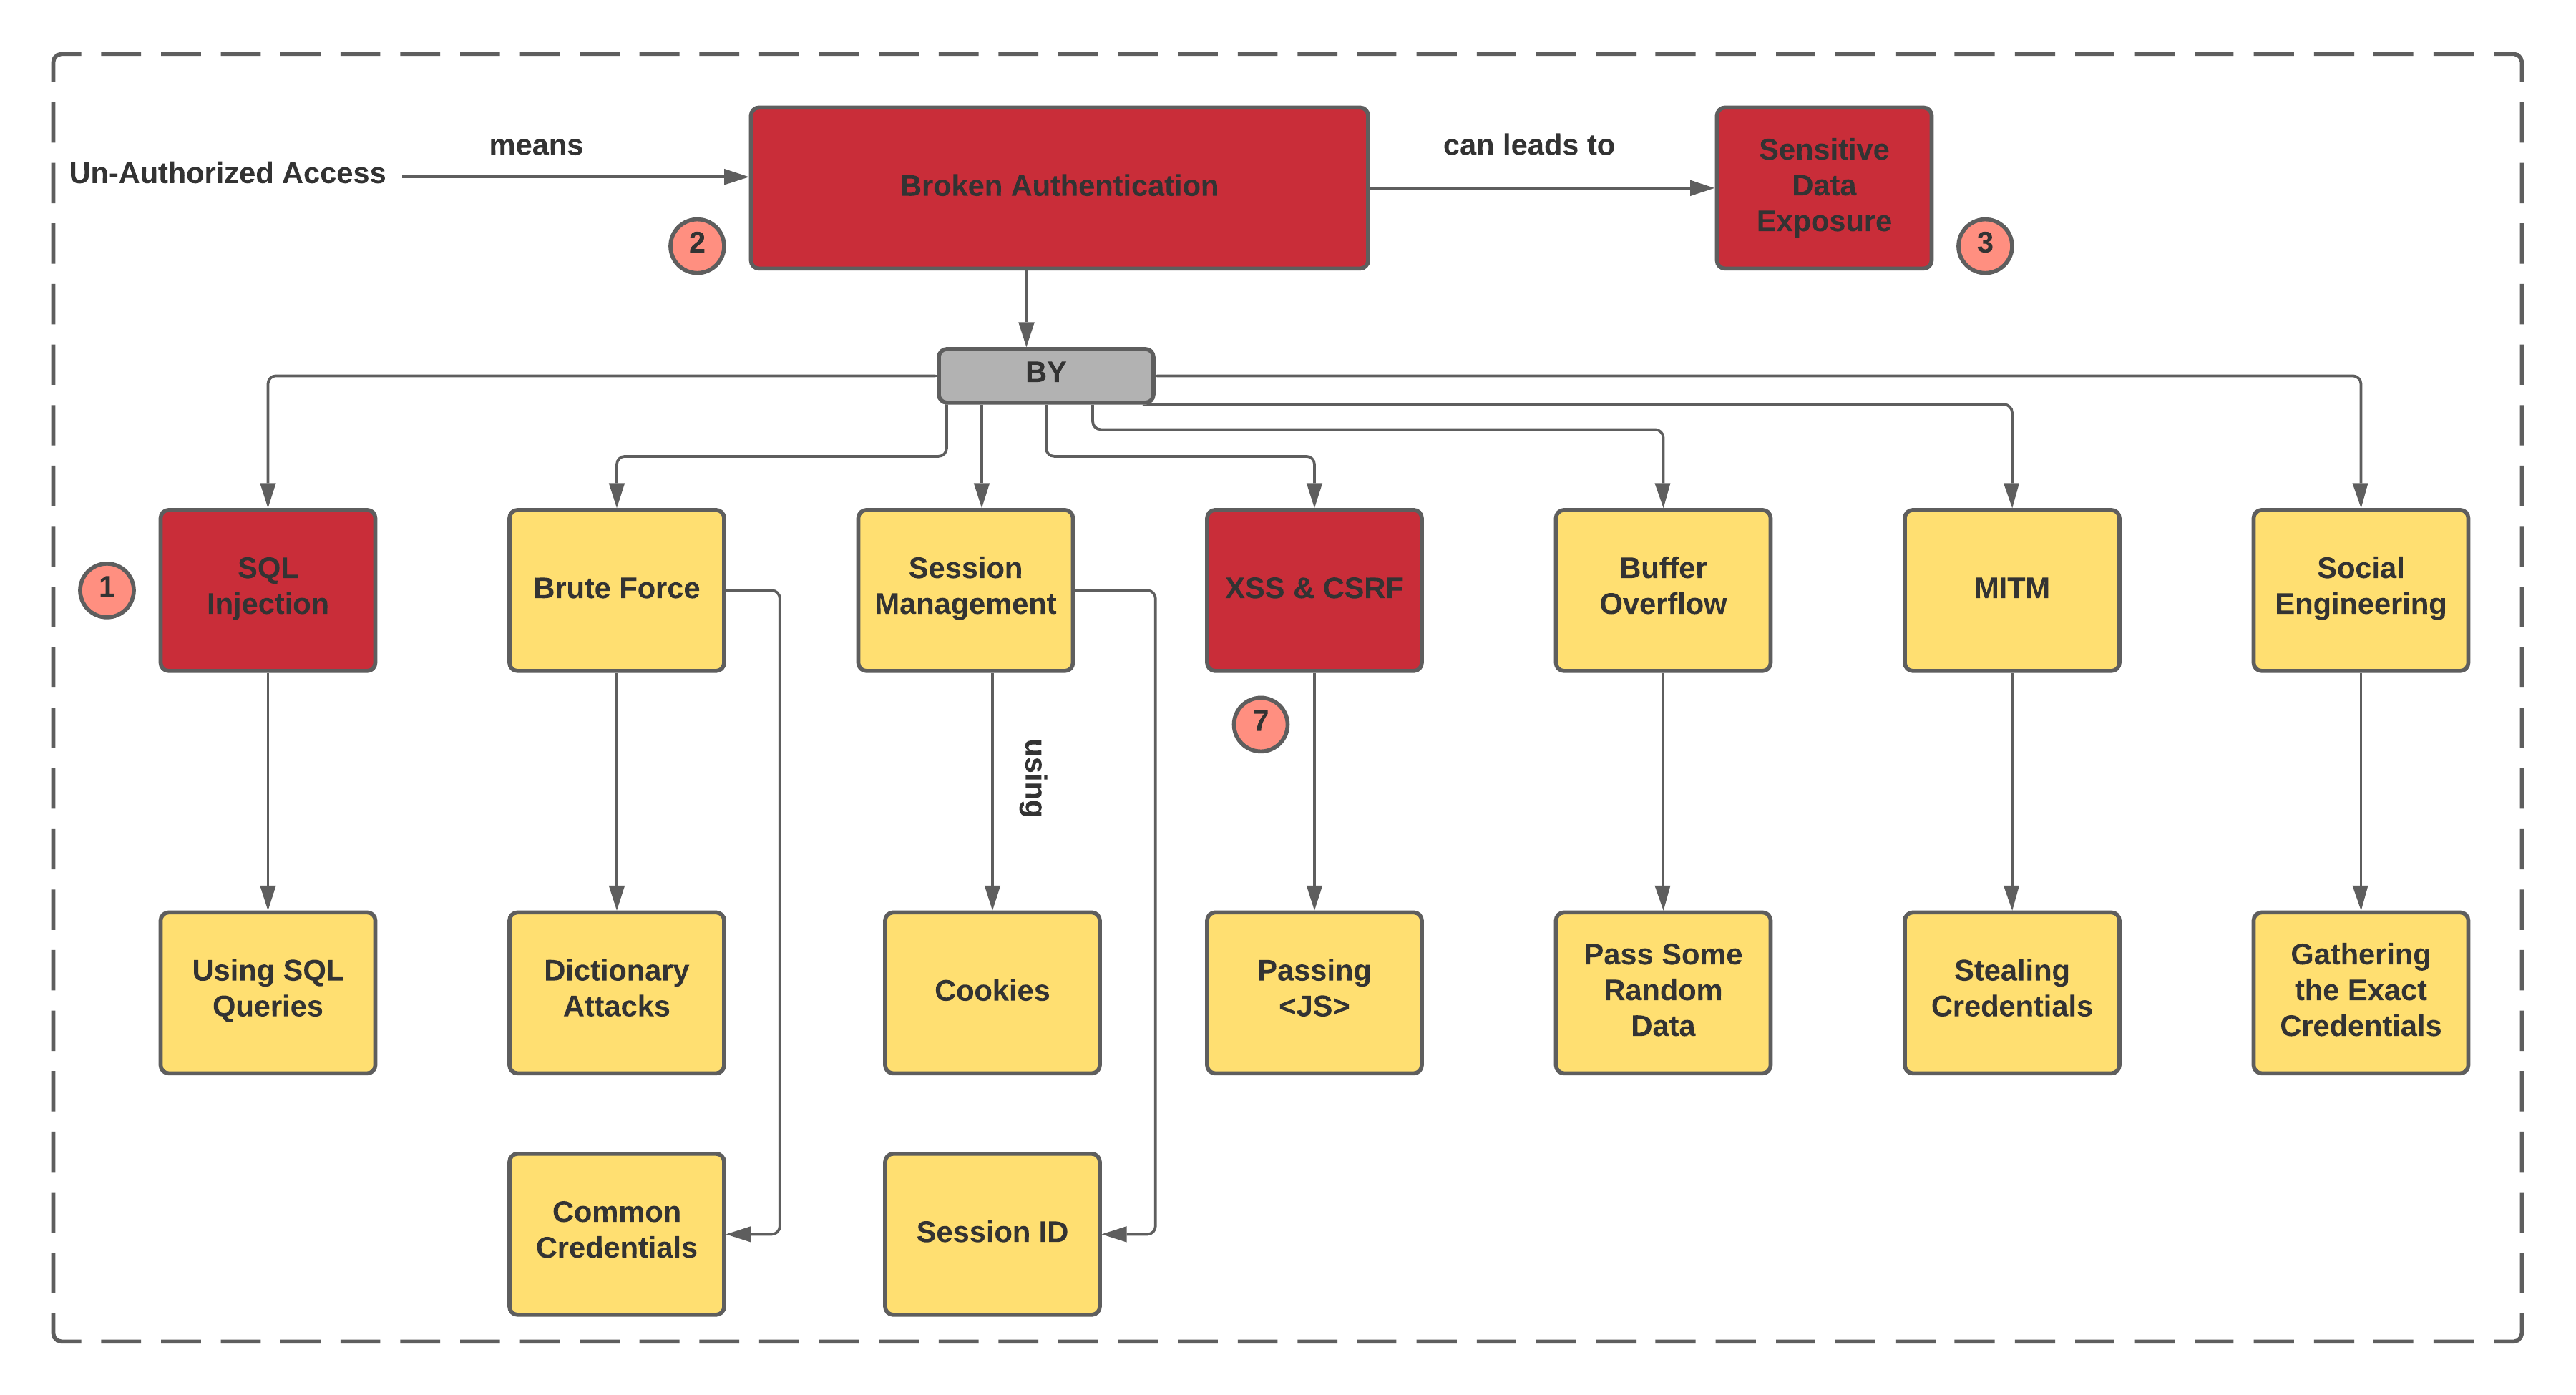 means
can leads to
Un-Authorized Access
Broken Authentication
Sensitive
Data
Exposure
2
3
BY
1
SQL
Injection
Brute Force
Session
Management
XSS & CSRF
Buffer
Overflow
MITM
Social
Engineering
7
using
Using SQL
Queries
Dictionary
Attacks
Cookies
Passing
<JS>
Pass Some
Random
Data
Stealing
Credentials
Gathering
the Exact
Credentials
Common
Credentials
Session ID